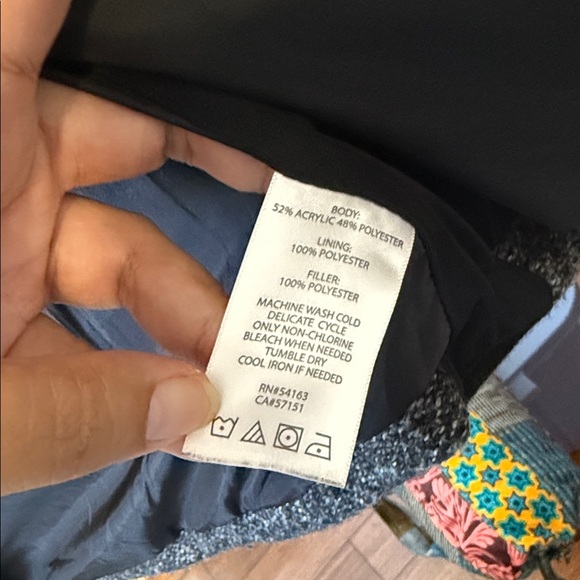 BODY:
52% ACRYLIC 48% POLYESTER
LINING:
100% POLYESTER
FILLER:
100% POLYESTER
MACHINE WASH COLD
DELICATE CYCLE
ONLY NON-CHLORINE
BLEACH WHEN NEEDED
TUMBLE DRY
COOL IRON IF NEEDED
RN#54163
CA#57151